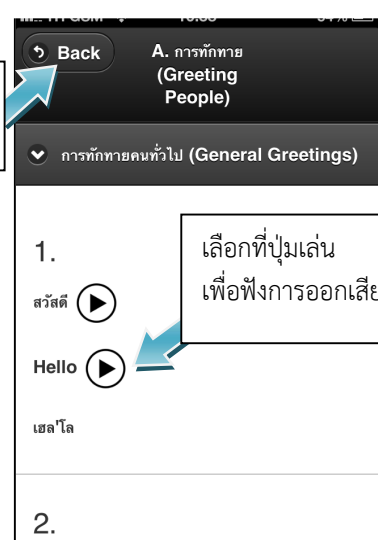 Back
A. การทักทาย
(Greeting
People)
การทักทายคนทั่วไป (General Greetings)
1.
เลือกที่ปุ่มเล่น
เพื่อฟังการออกเสีย
สวัสดี
Hello
เฮล'โล
2.